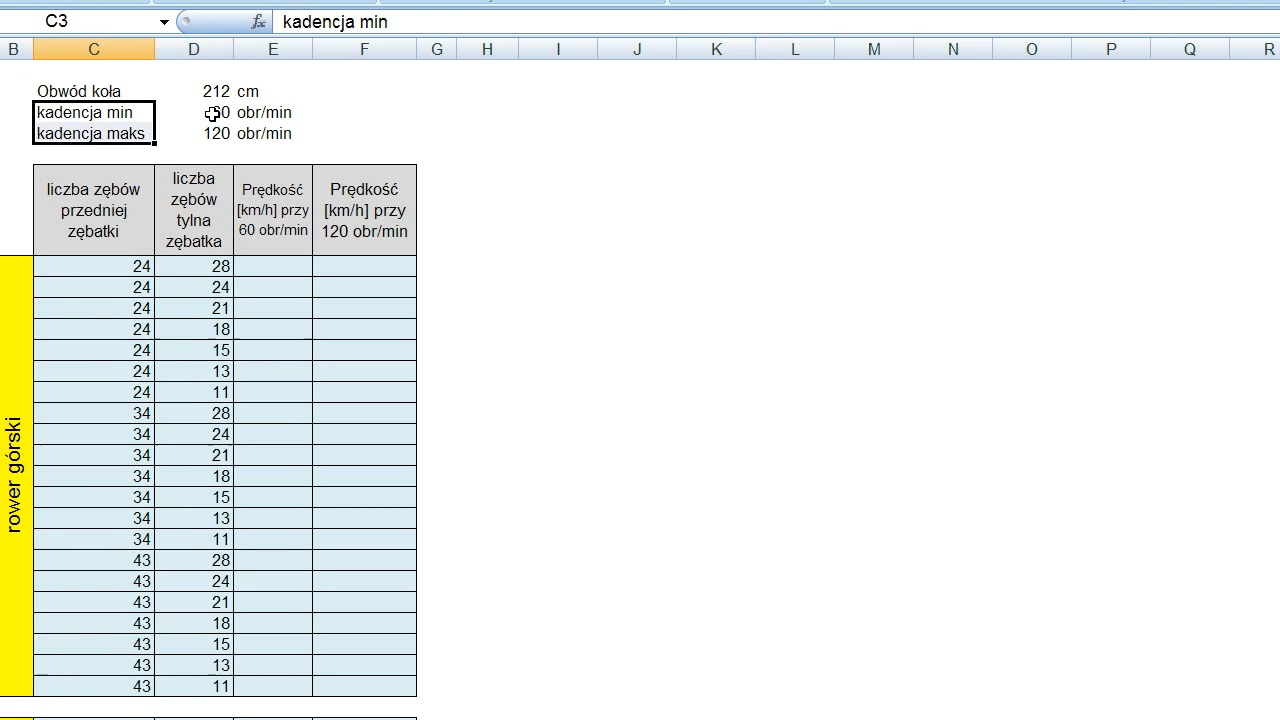 C3 fx kadencja min
B C D E F G H I J K L M N O P Q R
Obwód koła 212 cm
kadencja min 60 obr/min
kadencja maks 120 obr/min
liczba zębów
przedniej
zębatki
liczba
zębów
tylna
zębatka
Prędkość
[km/h] przy
60 obr/min
Prędkość
[km/h] przy
120 obr/min
rower górski
24 28
24 24
24 21
24 18
24 15
24 13
24 11
34 28
34 24
34 21
34 18
34 15
34 13
34 11
43 28
43 24
43 21
43 18
43 15
43 13
43 11